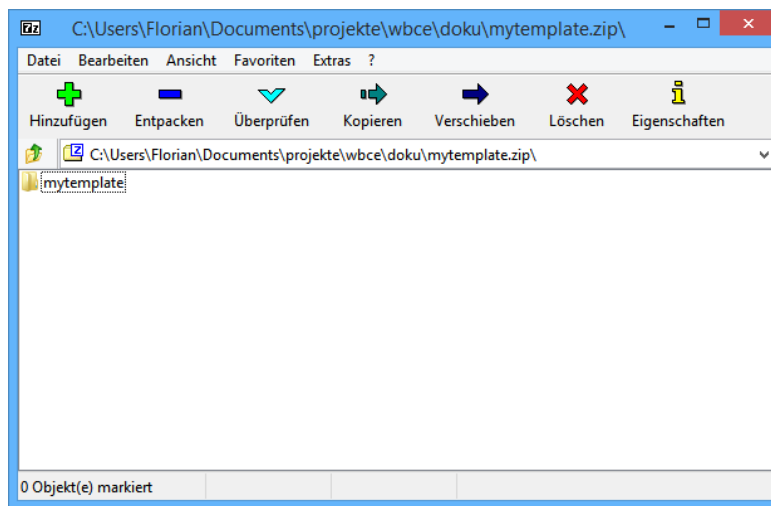 7z C:\Users\Florian\Documents\projekte\wbce\doku\mytemplate.zip\
Datei Bearbeiten Ansicht Favoriten Extras ?
Hinzufügen Entpacken Überprüfen Kopieren Verschieben Löschen Eigenschaften
C:\Users\Florian\Documents\projekte\wbce\doku\mytemplate.zip\
mytemplate
0 Objekt(e) markiert